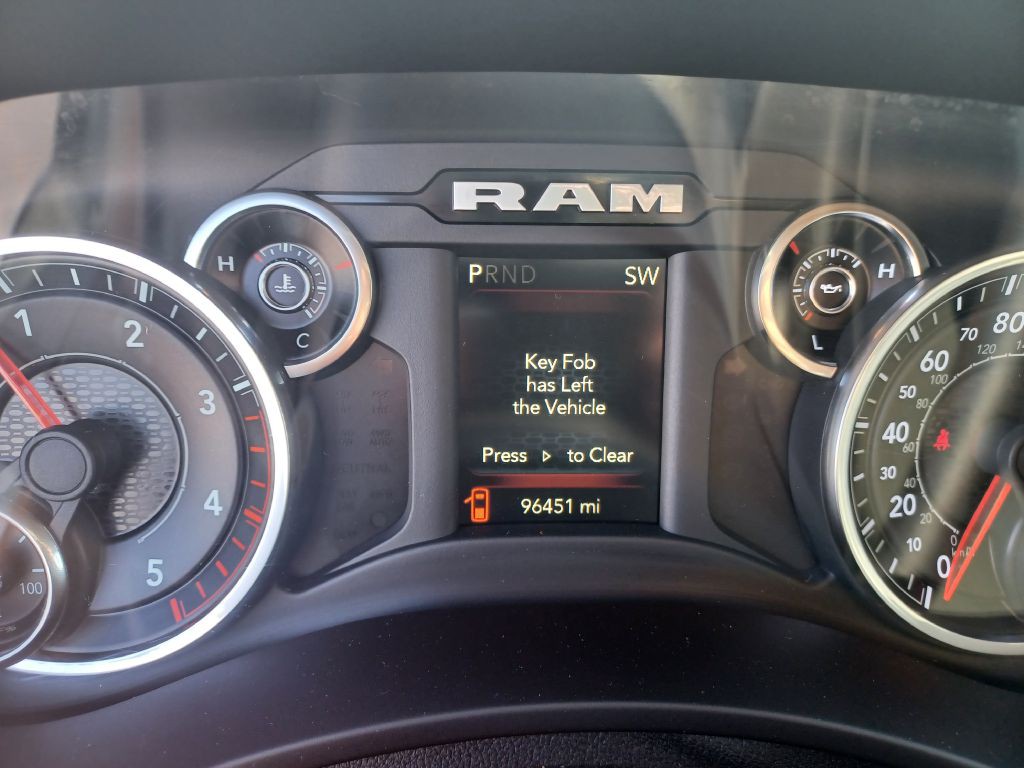 RAM
PRND SW
H
C
H
L
Key Fob
has Left
the Vehicle
Press ▹ to Clear
96451 mi
1
2
3
4
5
100
0
10
20
30
40
50
60
70
80
20
60
80
100
120
NEUTRAL